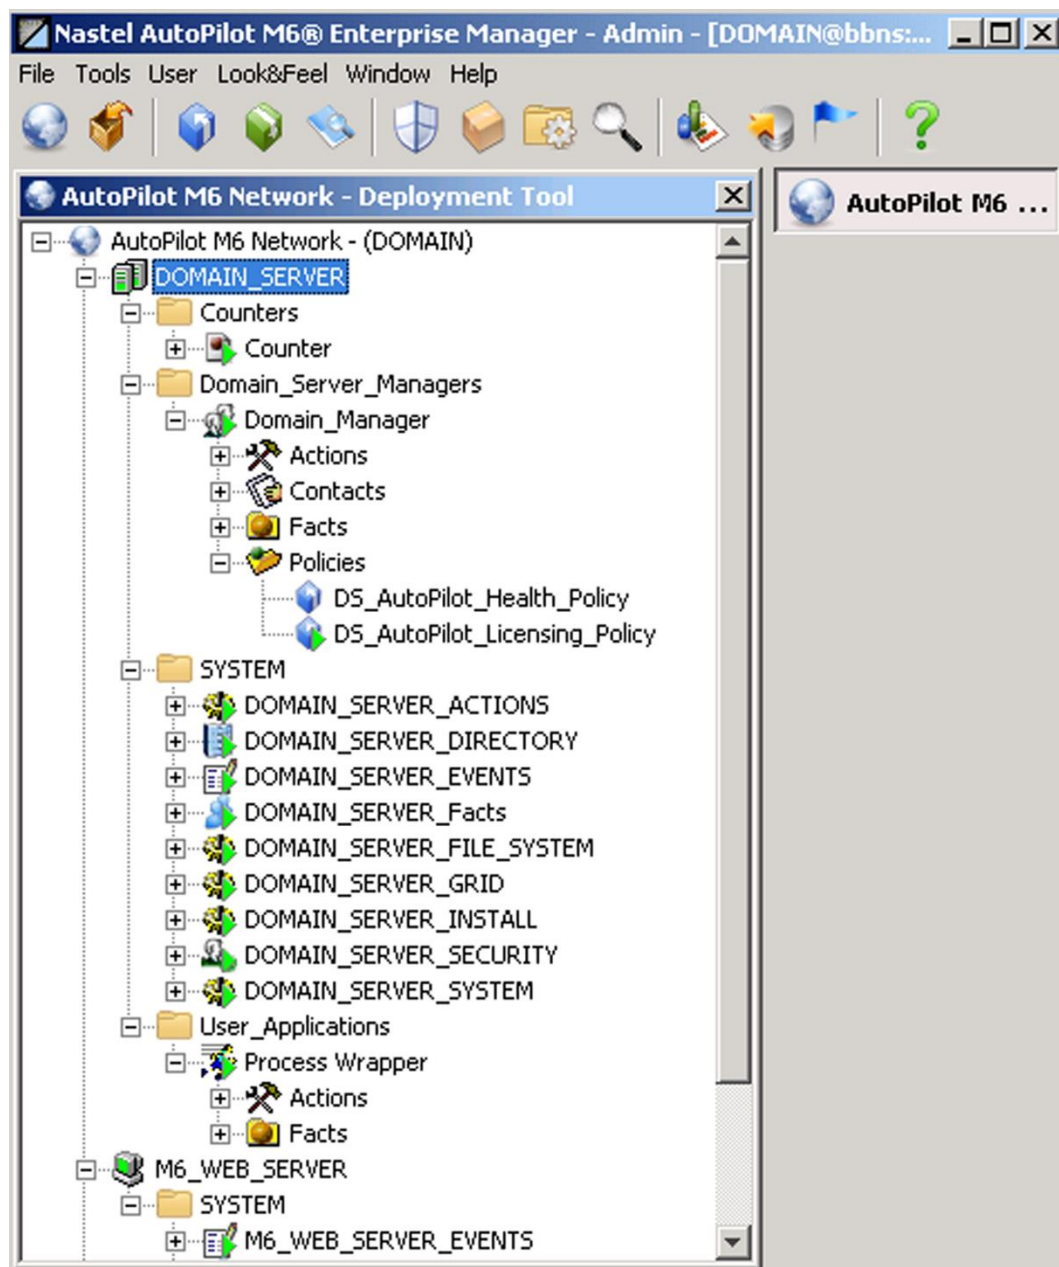 Nastel AutoPilot M6® Enterprise Manager - Admin - [DOMAIN@bbns:...
File Tools User Look&Feel Window Help
AutoPilot M6 Network - Deployment Tool
AutoPilot M6 ...
AutoPilot M6 Network - (DOMAIN)
DOMAIN_SERVER
Counters
Counter
Domain_Server_Managers
Domain_Manager
Actions
Contacts
Facts
Policies
DS_AutoPilot_Health_Policy
DS_AutoPilot_Licensing_Policy
SYSTEM
DOMAIN_SERVER_ACTIONS
DOMAIN_SERVER_DIRECTORY
DOMAIN_SERVER_EVENTS
DOMAIN_SERVER_Facts
DOMAIN_SERVER_FILE_SYSTEM
DOMAIN_SERVER_GRID
DOMAIN_SERVER_INSTALL
DOMAIN_SERVER_SECURITY
DOMAIN_SERVER_SYSTEM
User_Applications
Process Wrapper
Actions
Facts
M6_WEB_SERVER
SYSTEM
M6_WEB_SERVER_EVENTS